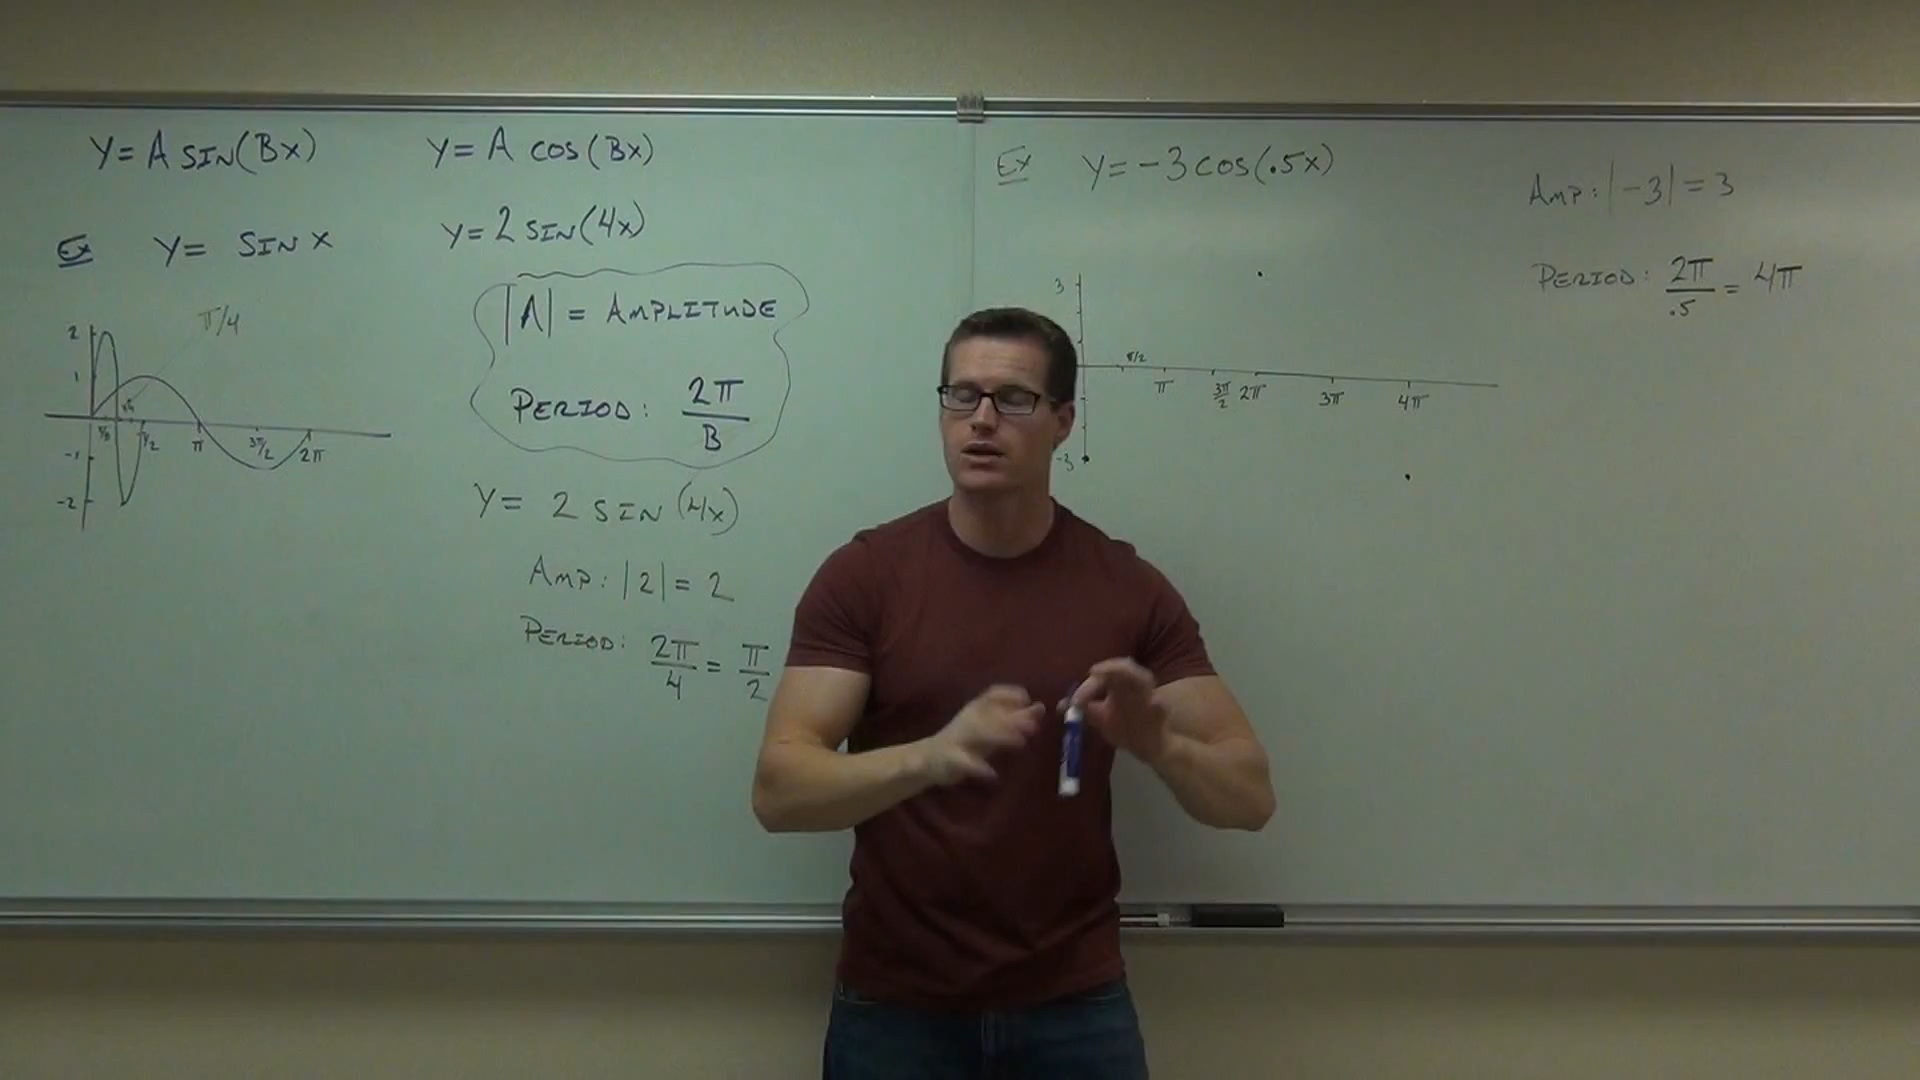 Y = A SIN(Bx)
Y = A COS(Bx)
Ex Y = SIN X
Y = 2 SIN(4x)
|A| = AMPLITUDE
PERIOD: 2π/B
π/4
2
1
-1
-2
π/8 π/4 π/2 π 3π/2 2π
Y = 2 SIN (4x)
AMP: |2| = 2
PERIOD: 2π/4 = π/2
Ex Y = -3 COS(.5x)
3
-3
π/2 π 3π/2 2π 3π 4π
AMP: |-3| = 3
PERIOD: 2π/.5 = 4π